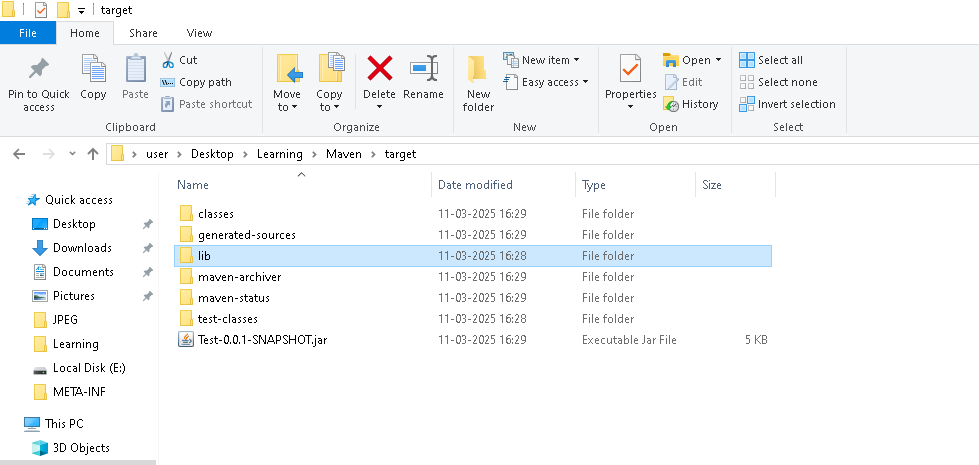 target
File Home Share View
Pin to Quick access
Copy
Paste
Cut
Copy path
Paste shortcut
Clipboard
Move to
Copy to
Delete
Rename
Organize
New folder
New item
Easy access
New
Properties
Open
Edit
History
Open
Select all
Select none
Invert selection
Select
user Desktop Learning Maven target
Quick access
Desktop
Downloads
Documents
Pictures
JPEG
Learning
Local Disk (E:)
META-INF
This PC
3D Objects
Name Date modified Type Size
classes 11-03-2025 16:29 File folder
generated-sources 11-03-2025 16:29 File folder
lib 11-03-2025 16:28 File folder
maven-archiver 11-03-2025 16:29 File folder
maven-status 11-03-2025 16:29 File folder
test-classes 11-03-2025 16:28 File folder
Test-0.0.1-SNAPSHOT.jar 11-03-2025 16:29 Executable Jar File 5 KB